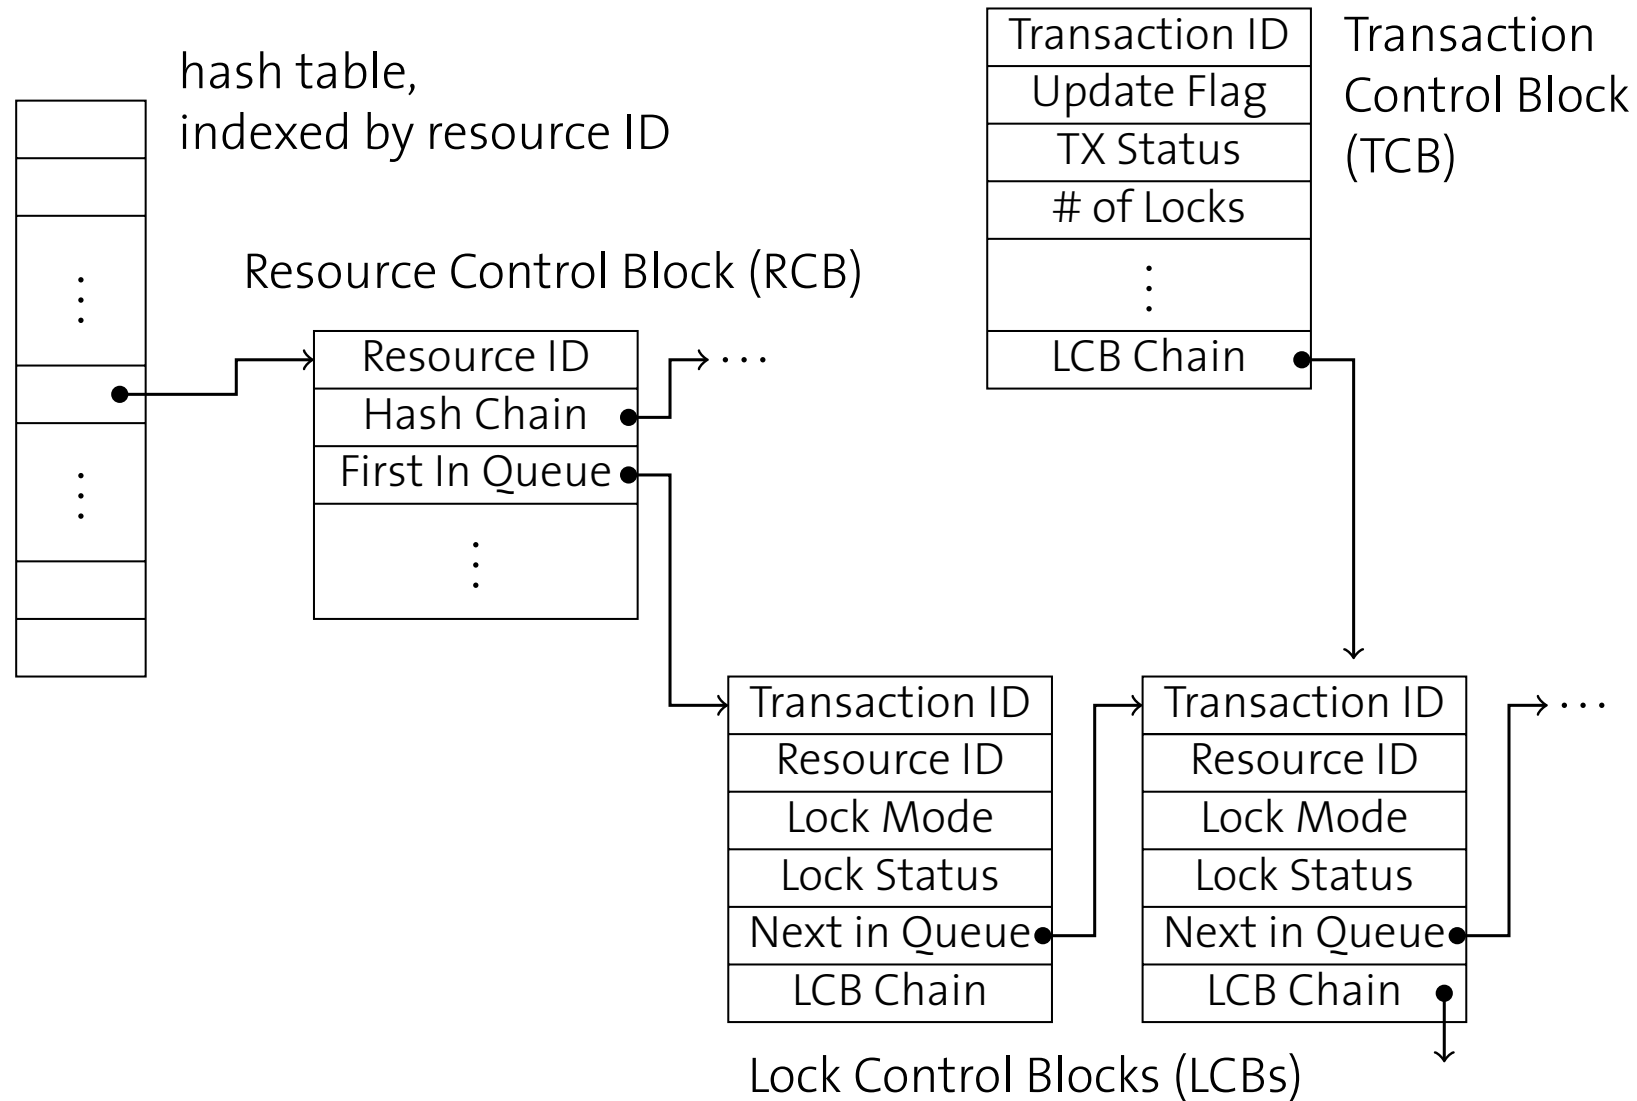 hash table,
indexed by resource ID
Transaction ID
Update Flag
TX Status
# of Locks
⋮
LCB Chain
Transaction
Control Block
(TCB)
⋮
⋮
Resource Control Block (RCB)
Resource ID
Hash Chain
First In Queue
⋮
···
Transaction ID
Resource ID
Lock Mode
Lock Status
Next in Queue
LCB Chain
Transaction ID
Resource ID
Lock Mode
Lock Status
Next in Queue
LCB Chain
···
Lock Control Blocks (LCBs)